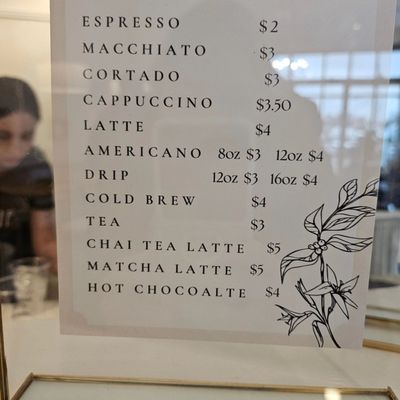 ESPRESSO $2
MACCHIATO $3
CORTADO $3
CAPPUCCINO $3.50
LATTE $4
AMERICANO 8oz $3 12oz $4
DRIP 12oz $3 16oz $4
COLD BREW $4
TEA $3
CHAI TEA LATTE $5
MATCHA LATTE $5
HOT CHOCOALTE $4